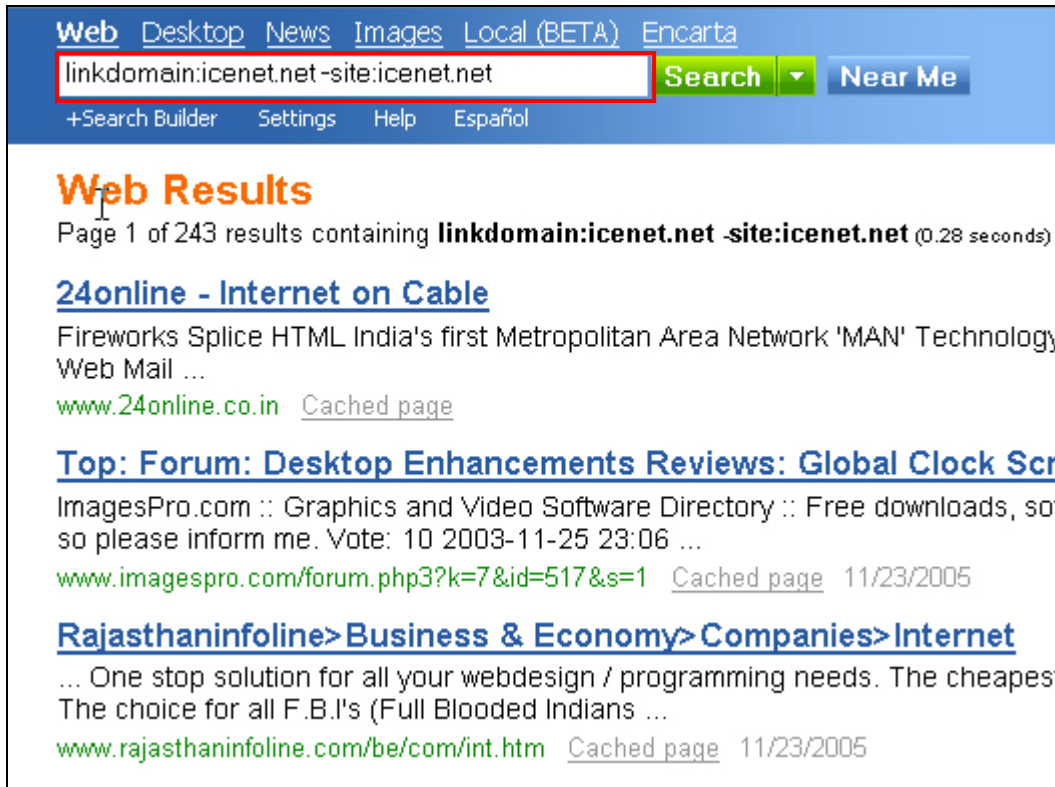 Web Desktop News Images Local (BETA) Encarta
linkdomain:icenet.net -site:icenet.net Search Near Me
+Search Builder Settings Help Español
Web Results
Page 1 of 243 results containing linkdomain:icenet.net -site:icenet.net (0.28 seconds)
24online - Internet on Cable
Fireworks Splice HTML India's first Metropolitan Area Network 'MAN' Technology
Web Mail ...
www.24online.co.in Cached page
Top: Forum: Desktop Enhancements Reviews: Global Clock Scr
ImagesPro.com :: Graphics and Video Software Directory :: Free downloads, so
so please inform me. Vote: 10 2003-11-25 23:06 ...
www.imagespro.com/forum.php3?k=7&id=517&s=1 Cached page 11/23/2005
Rajasthaninfoline>Business & Economy>Companies>Internet
... One stop solution for all your webdesign / programming needs. The cheapest
The choice for all F.B.I's (Full Blooded Indians ...
www.rajasthaninfoline.com/be/com/int.htm Cached page 11/23/2005